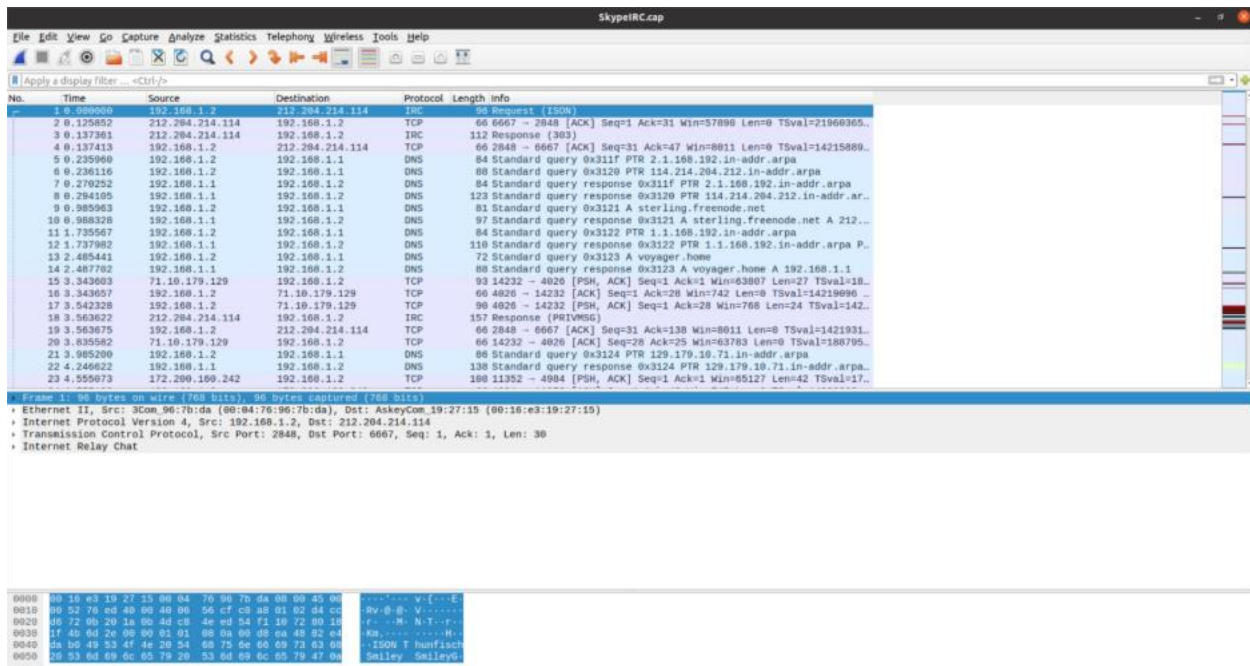 SkypeIRC.cap
File Edit View Go Capture Analyze Statistics Telephony Wireless Tools Help
Apply a display filter ... <Ctrl-/>
No. Time Source Destination Protocol Length Info
1 0.000000 192.168.1.2 212.204.214.114 IRC 96 Request (ISON)
2 0.125852 212.204.214.114 192.168.1.2 TCP 66 6667 → 2848 [ACK] Seq=1 Ack=31 Win=57890 Len=0 TSval=21960365…
3 0.137361 212.204.214.114 192.168.1.2 IRC 112 Response (303)
4 0.137413 192.168.1.2 212.204.214.114 TCP 66 2848 → 6667 [ACK] Seq=31 Ack=47 Win=8011 Len=0 TSval=14215889…
5 0.235960 192.168.1.2 192.168.1.1 DNS 84 Standard query 0x311f PTR 2.1.168.192.in-addr.arpa
6 0.236116 192.168.1.2 192.168.1.1 DNS 88 Standard query 0x3120 PTR 114.214.204.212.in-addr.arpa
7 0.270252 192.168.1.1 192.168.1.2 DNS 84 Standard query response 0x311f PTR 2.1.168.192.in-addr.arpa
8 0.294105 192.168.1.1 192.168.1.2 DNS 123 Standard query response 0x3120 PTR 114.214.204.212.in-addr.ar…
9 0.985963 192.168.1.2 192.168.1.1 DNS 81 Standard query 0x3121 A sterling.freenode.net
10 0.988328 192.168.1.1 192.168.1.2 DNS 97 Standard query response 0x3121 A sterling.freenode.net A 212…
11 1.735567 192.168.1.2 192.168.1.1 DNS 84 Standard query 0x3122 PTR 1.1.168.192.in-addr.arpa
12 1.737982 192.168.1.1 192.168.1.2 DNS 110 Standard query response 0x3122 PTR 1.1.168.192.in-addr.arpa P…
13 2.485441 192.168.1.2 192.168.1.1 DNS 72 Standard query 0x3123 A voyager.home
14 2.487702 192.168.1.1 192.168.1.2 DNS 88 Standard query response 0x3123 A voyager.home A 192.168.1.1
15 3.343603 71.10.179.129 192.168.1.2 TCP 93 14232 → 4026 [PSH, ACK] Seq=1 Ack=1 Win=63807 Len=27 TSval=18…
16 3.343657 192.168.1.2 71.10.179.129 TCP 66 4026 → 14232 [ACK] Seq=1 Ack=28 Win=742 Len=0 TSval=14219096 …
17 3.542328 192.168.1.2 71.10.179.129 TCP 90 4026 → 14232 [PSH, ACK] Seq=1 Ack=28 Win=768 Len=24 TSval=142…
18 3.563622 212.204.214.114 192.168.1.2 IRC 157 Response (PRIVMSG)
19 3.563675 192.168.1.2 212.204.214.114 TCP 66 2848 → 6667 [ACK] Seq=31 Ack=138 Win=8011 Len=0 TSval=1421931…
20 3.835582 71.10.179.129 192.168.1.2 TCP 66 14232 → 4026 [ACK] Seq=28 Ack=25 Win=63783 Len=0 TSval=188795…
21 3.985200 192.168.1.2 192.168.1.1 DNS 86 Standard query 0x3124 PTR 129.179.10.71.in-addr.arpa
22 4.246622 192.168.1.1 192.168.1.2 DNS 138 Standard query response 0x3124 PTR 129.179.10.71.in-addr.arpa…
23 4.555073 172.200.160.242 192.168.1.2 TCP 108 11352 → 4984 [PSH, ACK] Seq=1 Ack=1 Win=65127 Len=42 TSval=17…
Frame 1: 96 bytes on wire (768 bits), 96 bytes captured (768 bits)
Ethernet II, Src: 3Com_96:7b:da (00:04:76:96:7b:da), Dst: AskeyCom_19:27:15 (00:16:e3:19:27:15)
Internet Protocol Version 4, Src: 192.168.1.2, Dst: 212.204.214.114
Transmission Control Protocol, Src Port: 2848, Dst Port: 6667, Seq: 1, Ack: 1, Len: 30
Internet Relay Chat
0000 00 16 e3 19 27 15 00 04 76 96 7b da 08 00 45 00 ····'··· v·{···E·
0010 00 52 76 ed 40 00 40 06 56 cf c0 a8 01 02 d4 cc ·Rv·@·@· V·······
0020 d6 72 0b 20 1a 0b 4d c8 4e ed 54 f1 10 72 80 18 ·r· ··M· N·T··r··
0030 1f 4b 6d 2e 00 00 01 01 08 0a 00 d8 ea 48 82 e4 ·Km.···· ·····H··
0040 da b0 49 53 4f 4e 20 54 68 75 6e 66 69 73 63 68 ··ISON T hunfisch
0050 20 53 6d 69 6c 65 79 20 53 6d 69 6c 65 79 47 0a Smiley SmileyG·